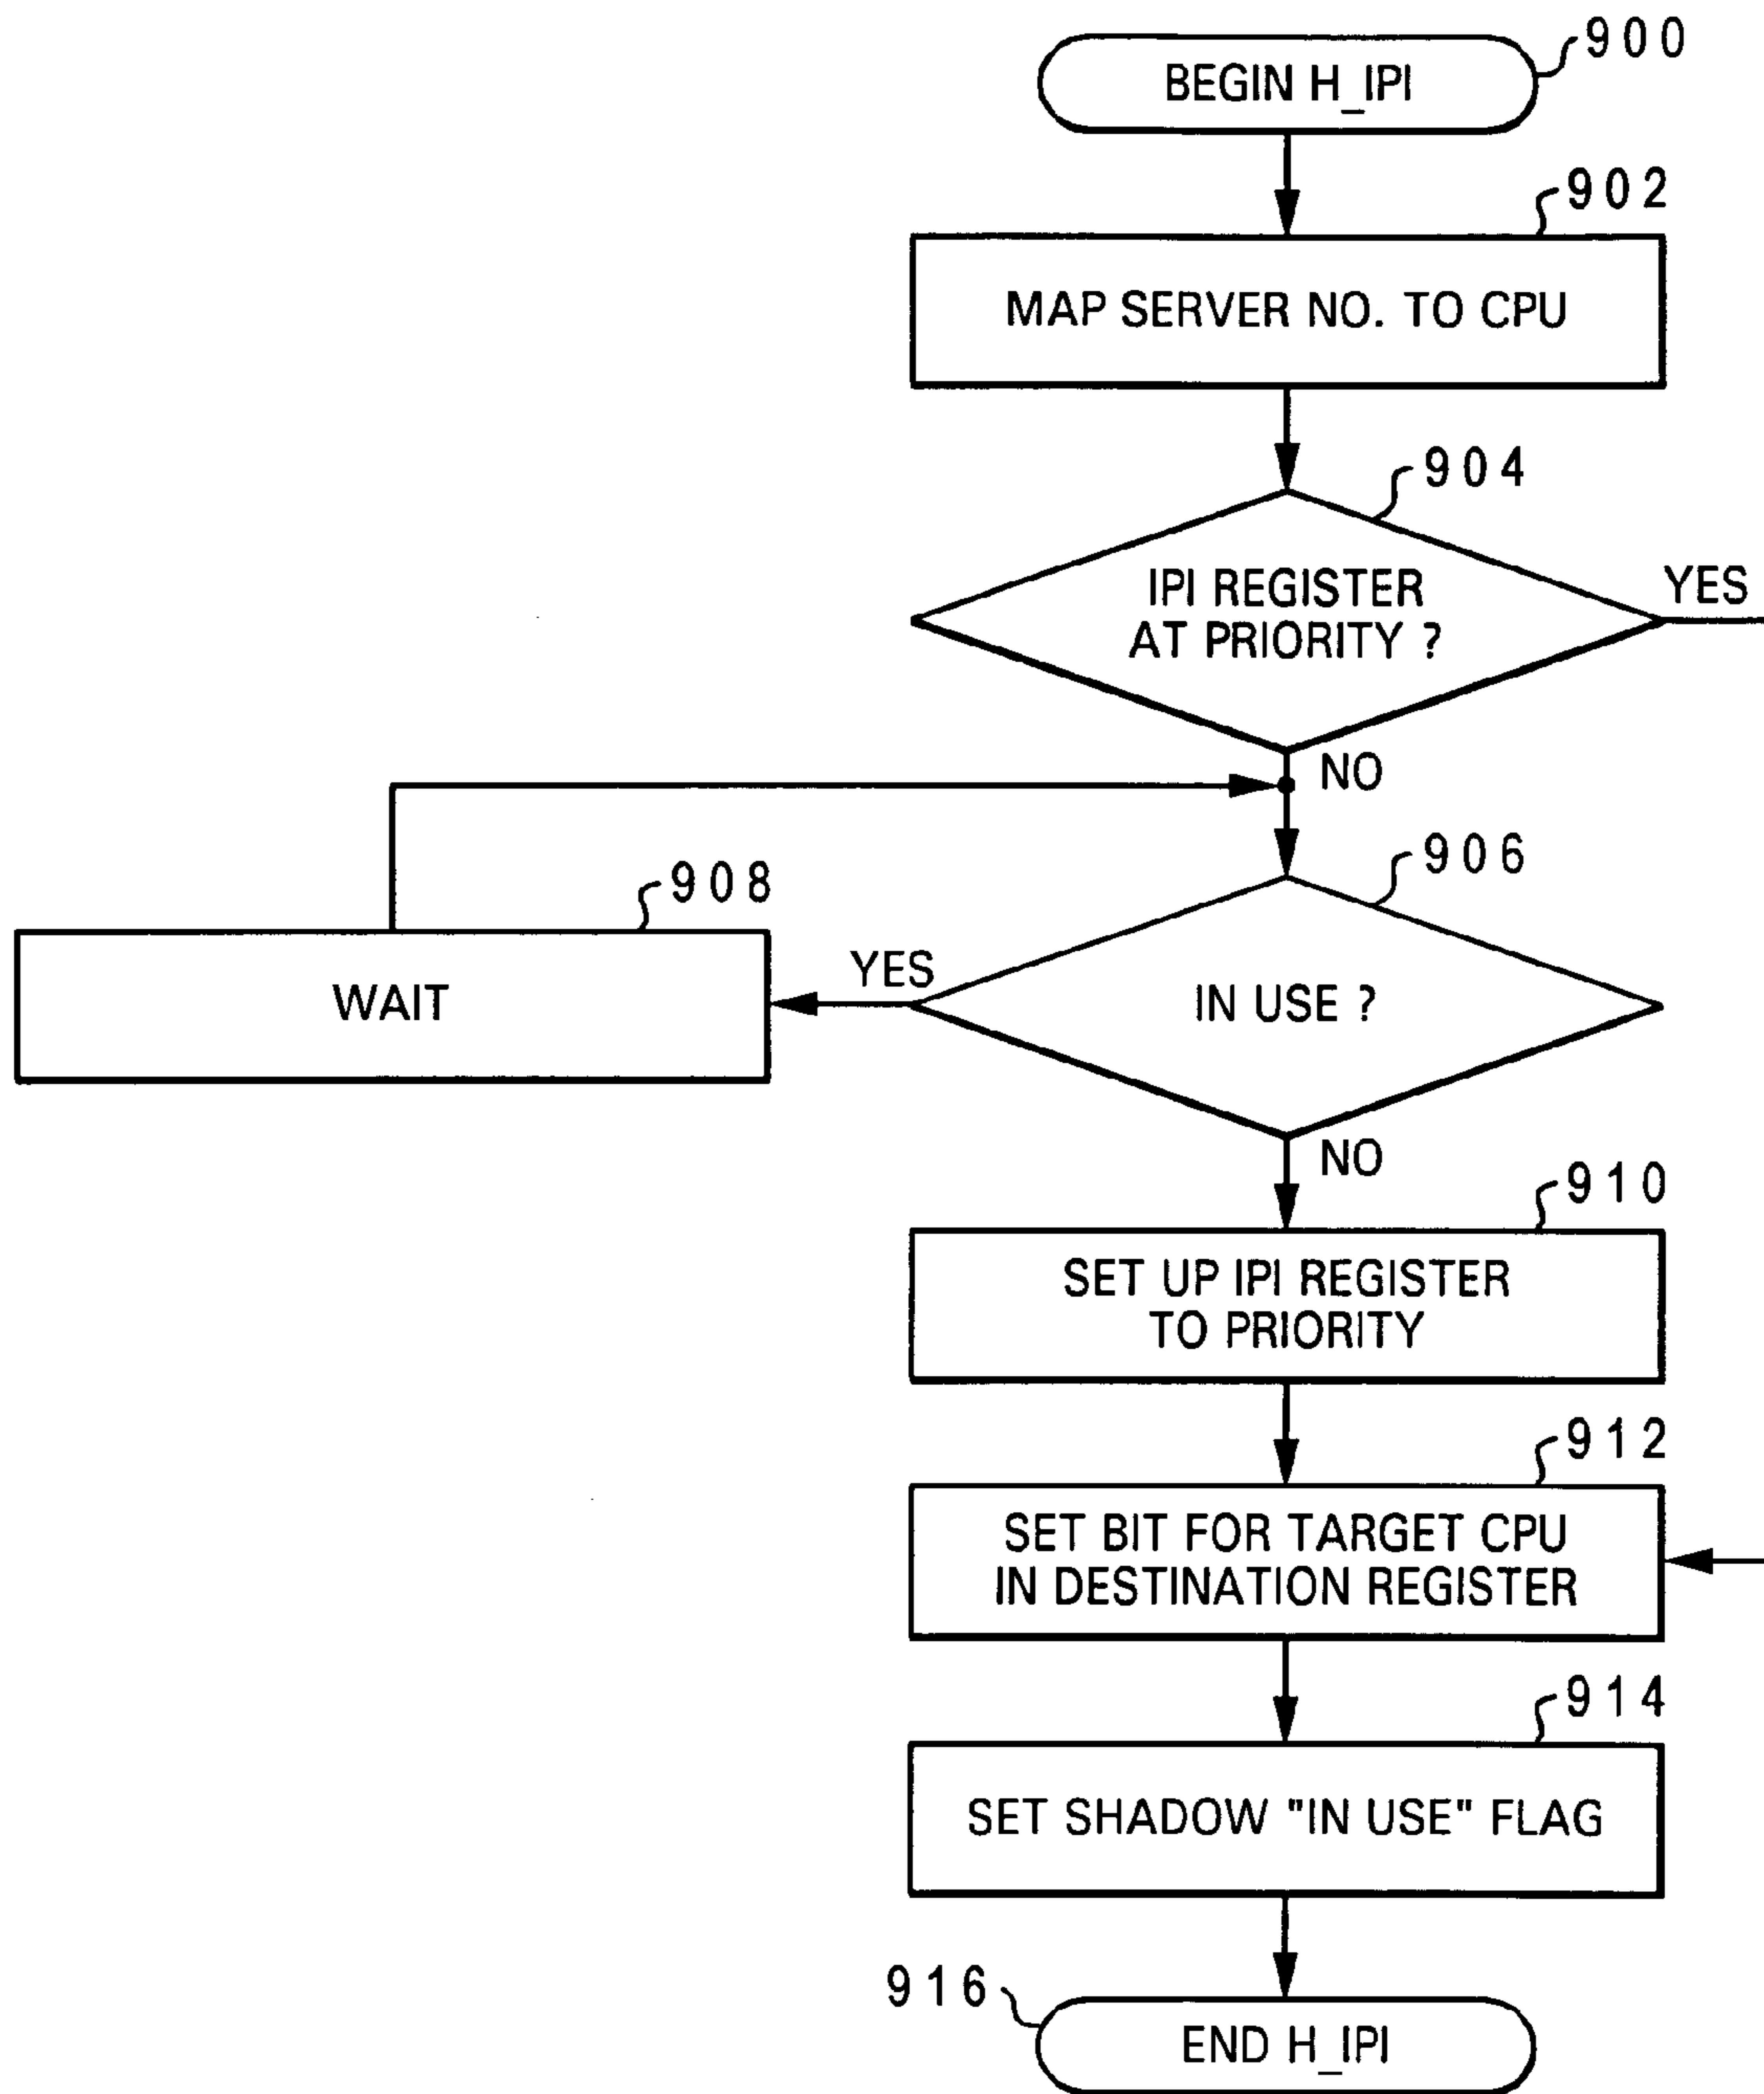 900
BEGIN H_IPI
902
MAP SERVER NO. TO CPU
904
IPI REGISTER
AT PRIORITY ?
YES
NO
906
908
YES
IN USE ?
WAIT
NO
910
SET UP IPI REGISTER
TO PRIORITY
912
SET BIT FOR TARGET CPU
IN DESTINATION REGISTER
914
SET SHADOW "IN USE" FLAG
916
END H_IPI